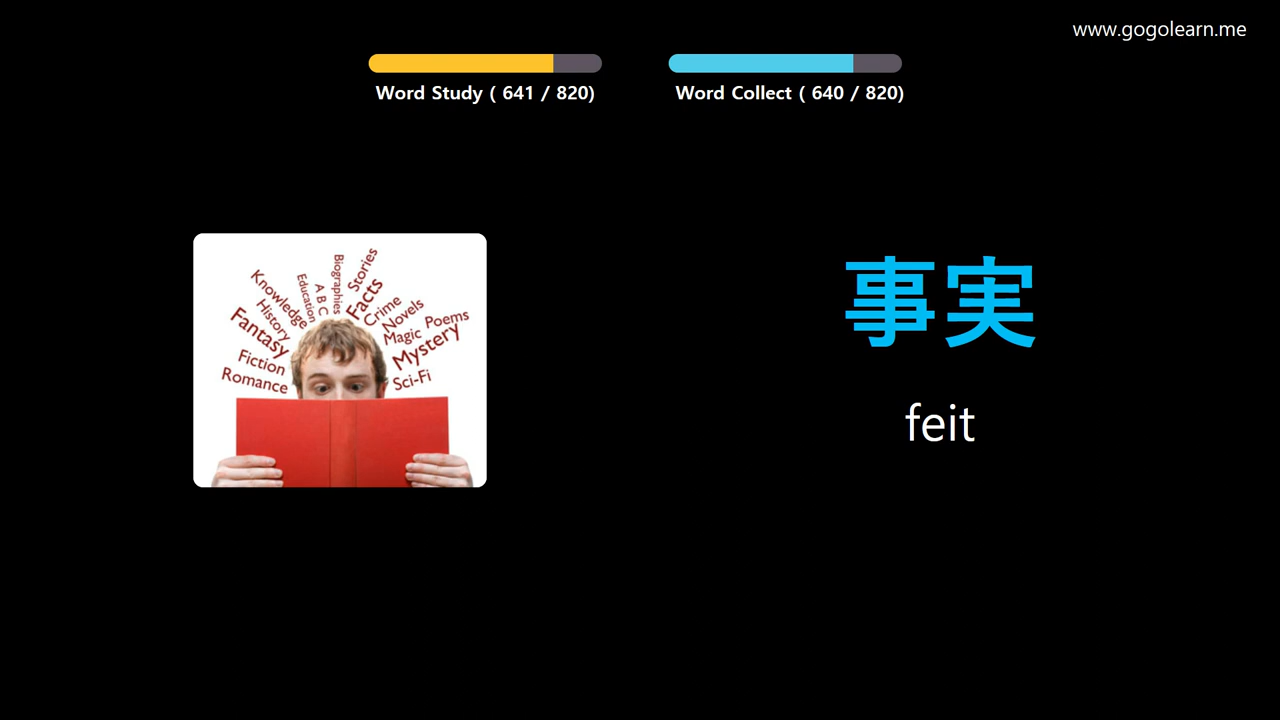 www.gogolearn.me
Word Study ( 641 / 820)
Word Collect ( 640 / 820)
Knowledge
History
Fantasy
Fiction
Romance
Education
A B C
Biographies
Stories
Facts
Crime
Novels
Magic
Poems
Mystery
Sci-Fi
事実
feit